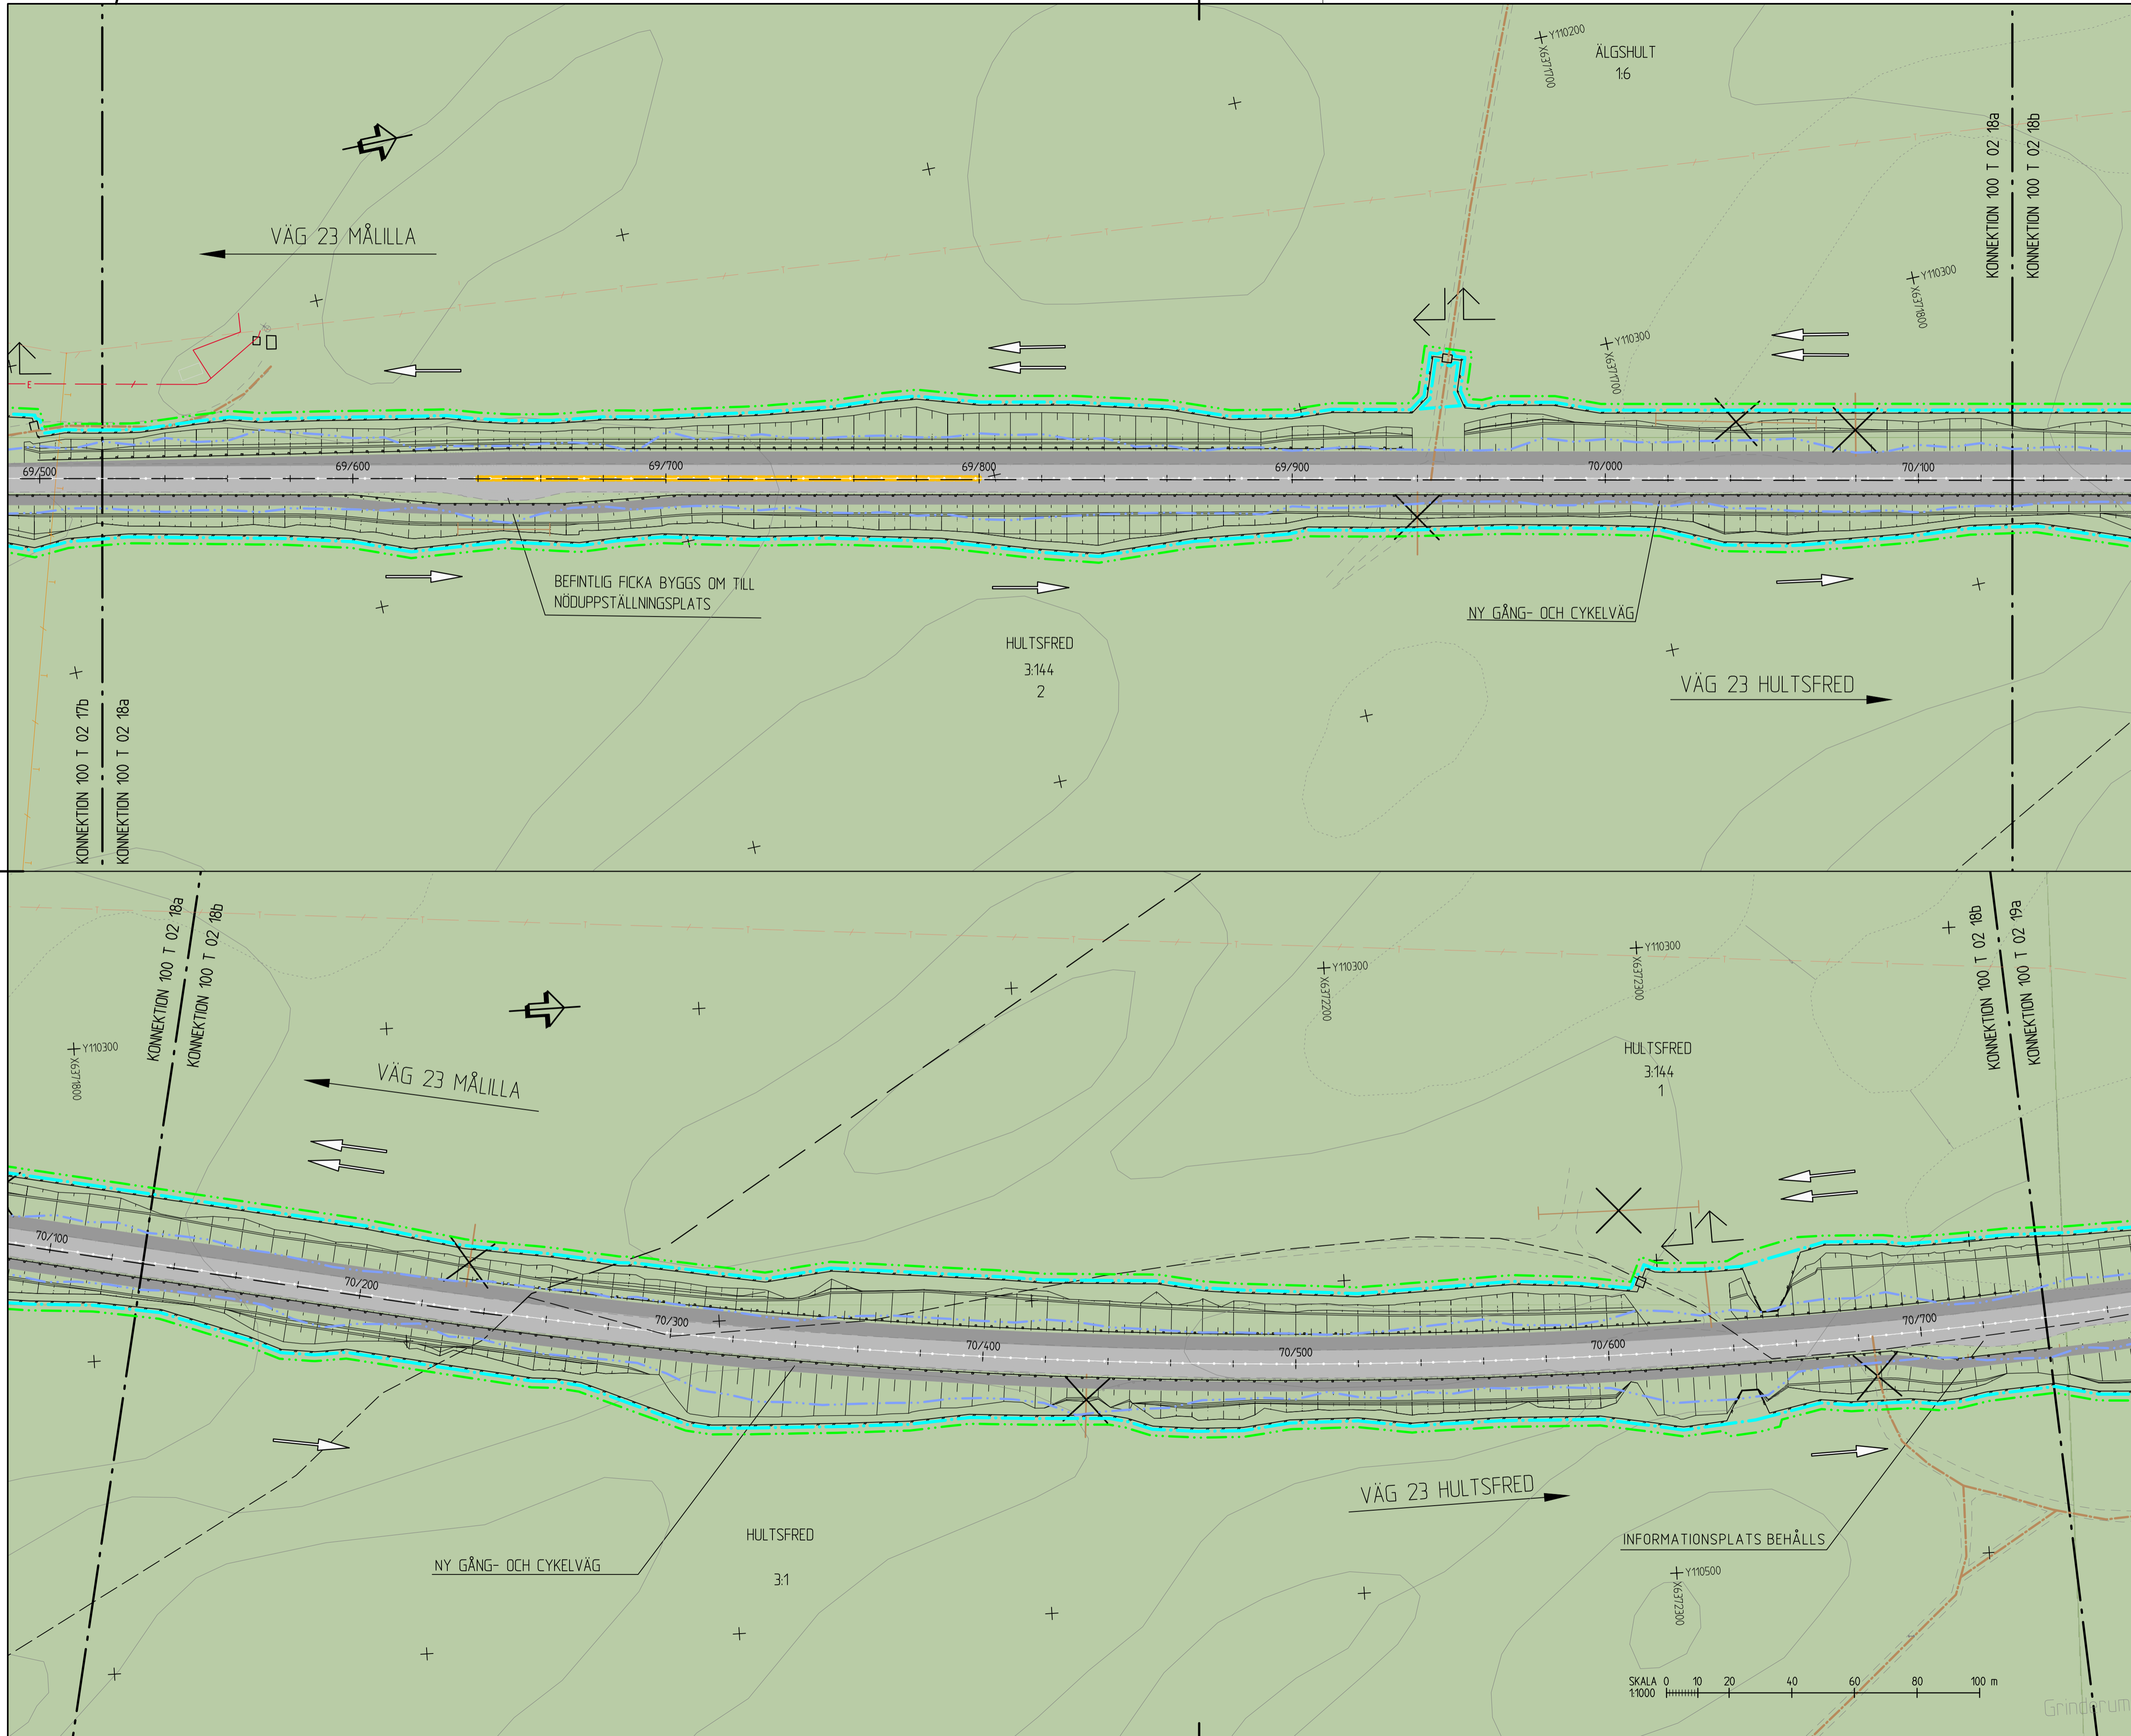 Y110200
X6371700
ÄLGSHULT
1:6
KONNEKTION 100 T 02 18a
KONNEKTION 100 T 02 18b
VÄG 23 MÅLILLA
Y110300
X6371800
Y110300
X6371700
E
69/500
69/600
69/700
69/800
69/900
70/000
70/100
BEFINTLIG FICKA BYGGS OM TILL
NÖDUPPSTÄLLNINGSPLATS
NY GÅNG- OCH CYKELVÄG
HULTSFRED
3:144
2
VÄG 23 HULTSFRED
KONNEKTION 100 T 02 17b
KONNEKTION 100 T 02 18a
KONNEKTION 100 T 02 18a
KONNEKTION 100 T 02 18b
KONNEKTION 100 T 02 18b
KONNEKTION 100 T 02 19a
Y110300
X6372200
Y110300
X6372300
Y110300
X6371800
HULTSFRED
3:144
1
VÄG 23 MÅLILLA
70/100
70/200
70/300
70/400
70/500
70/600
70/700
VÄG 23 HULTSFRED
HULTSFRED
3:1
NY GÅNG- OCH CYKELVÄG
INFORMATIONSPLATS BEHÅLLS
Y110500
X6372300
SKALA 0 10 20 40 60 80 100 m
1:1000
Grinderum